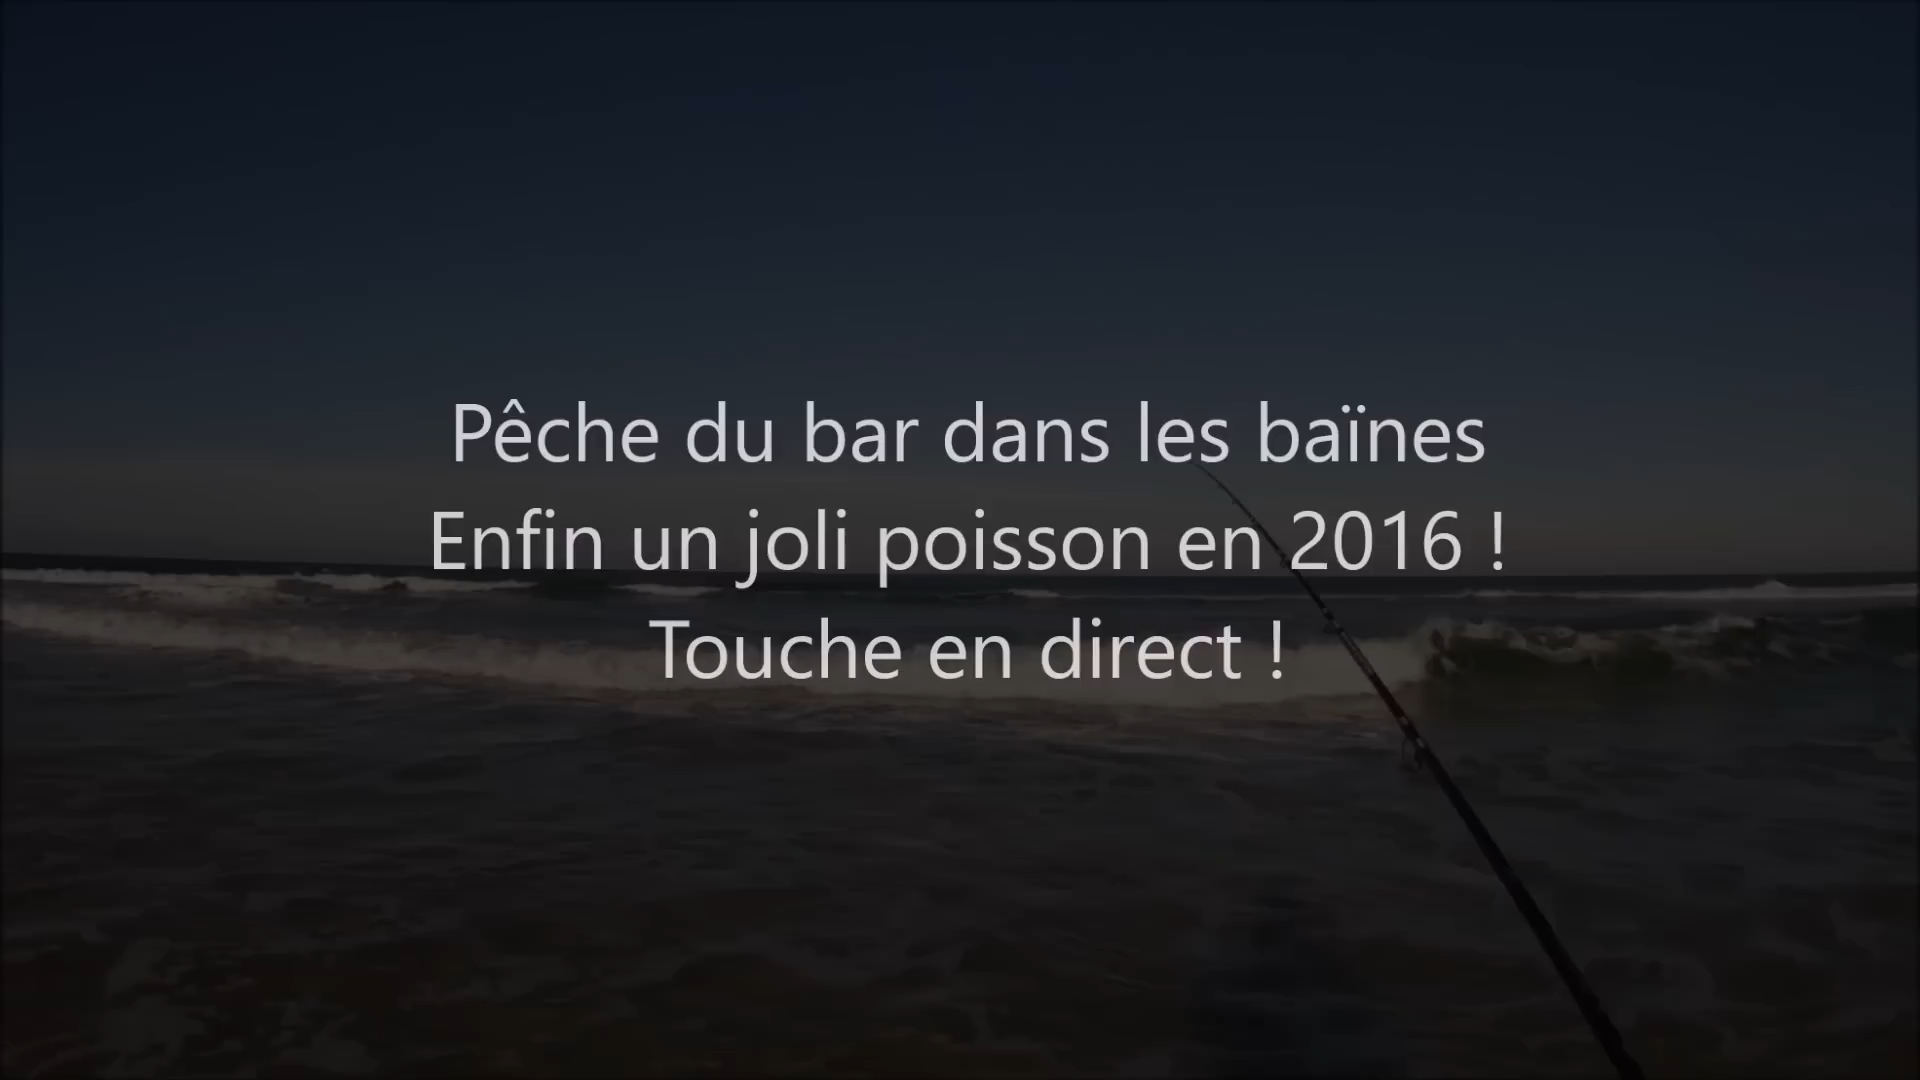 Pêche du bar dans les baïnes
Enfin un joli poisson en 2016 !
Touche en direct !